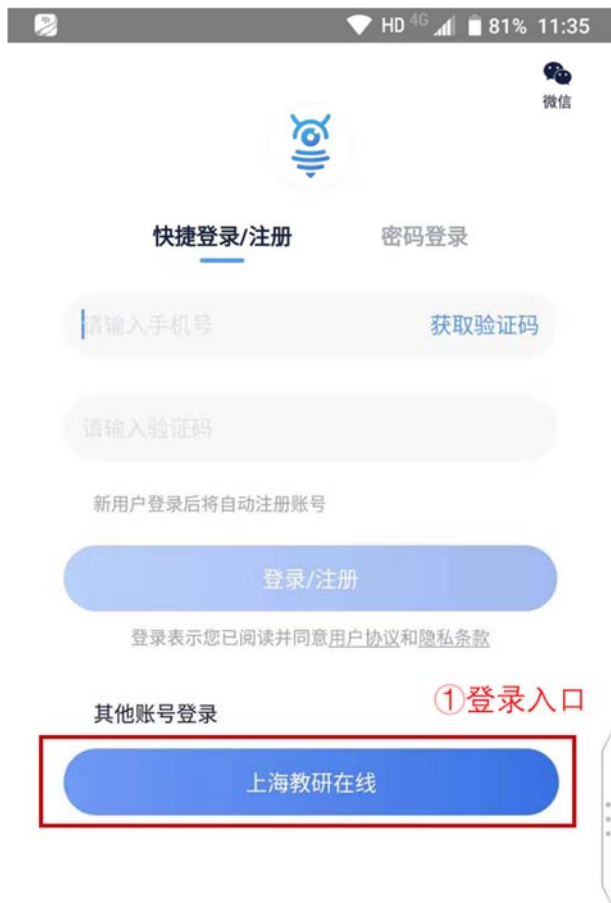 HD 4G 81% 11:35
微信
快捷登录/注册 密码登录
请输入手机号 获取验证码
请输入验证码
新用户登录后将自动注册账号
登录/注册
登录表示您已阅读并同意用户协议和隐私条款
①登录入口
其他账号登录
上海教研在线